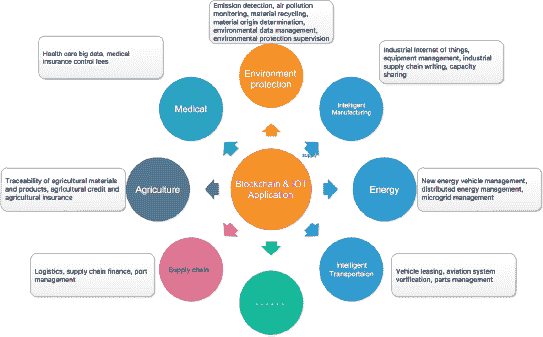 Emission detection, air pollution
monitoring, material recycling,
material origin determination,
environmental data management,
environmental protection supervision
Health care big data, medical
insurance control fees
Industrial Internet of things,
equipment management, industrial
supply chain writing, capacity
sharing
Environment
protection
Medical
Intelligent
Manufacturing
supply
Traceability of agricultural materials
and products, agricultural credit and
agricultural insurance
Agriculture
Blockchain & IOT
Application
Energy
New energy vehicle management,
distributed energy management,
microgrid management
Logistics, supply chain finance, port
management
Supply chain
Intelligent
Transportation
Vehicle leasing, aviation system
verification, parts management
......